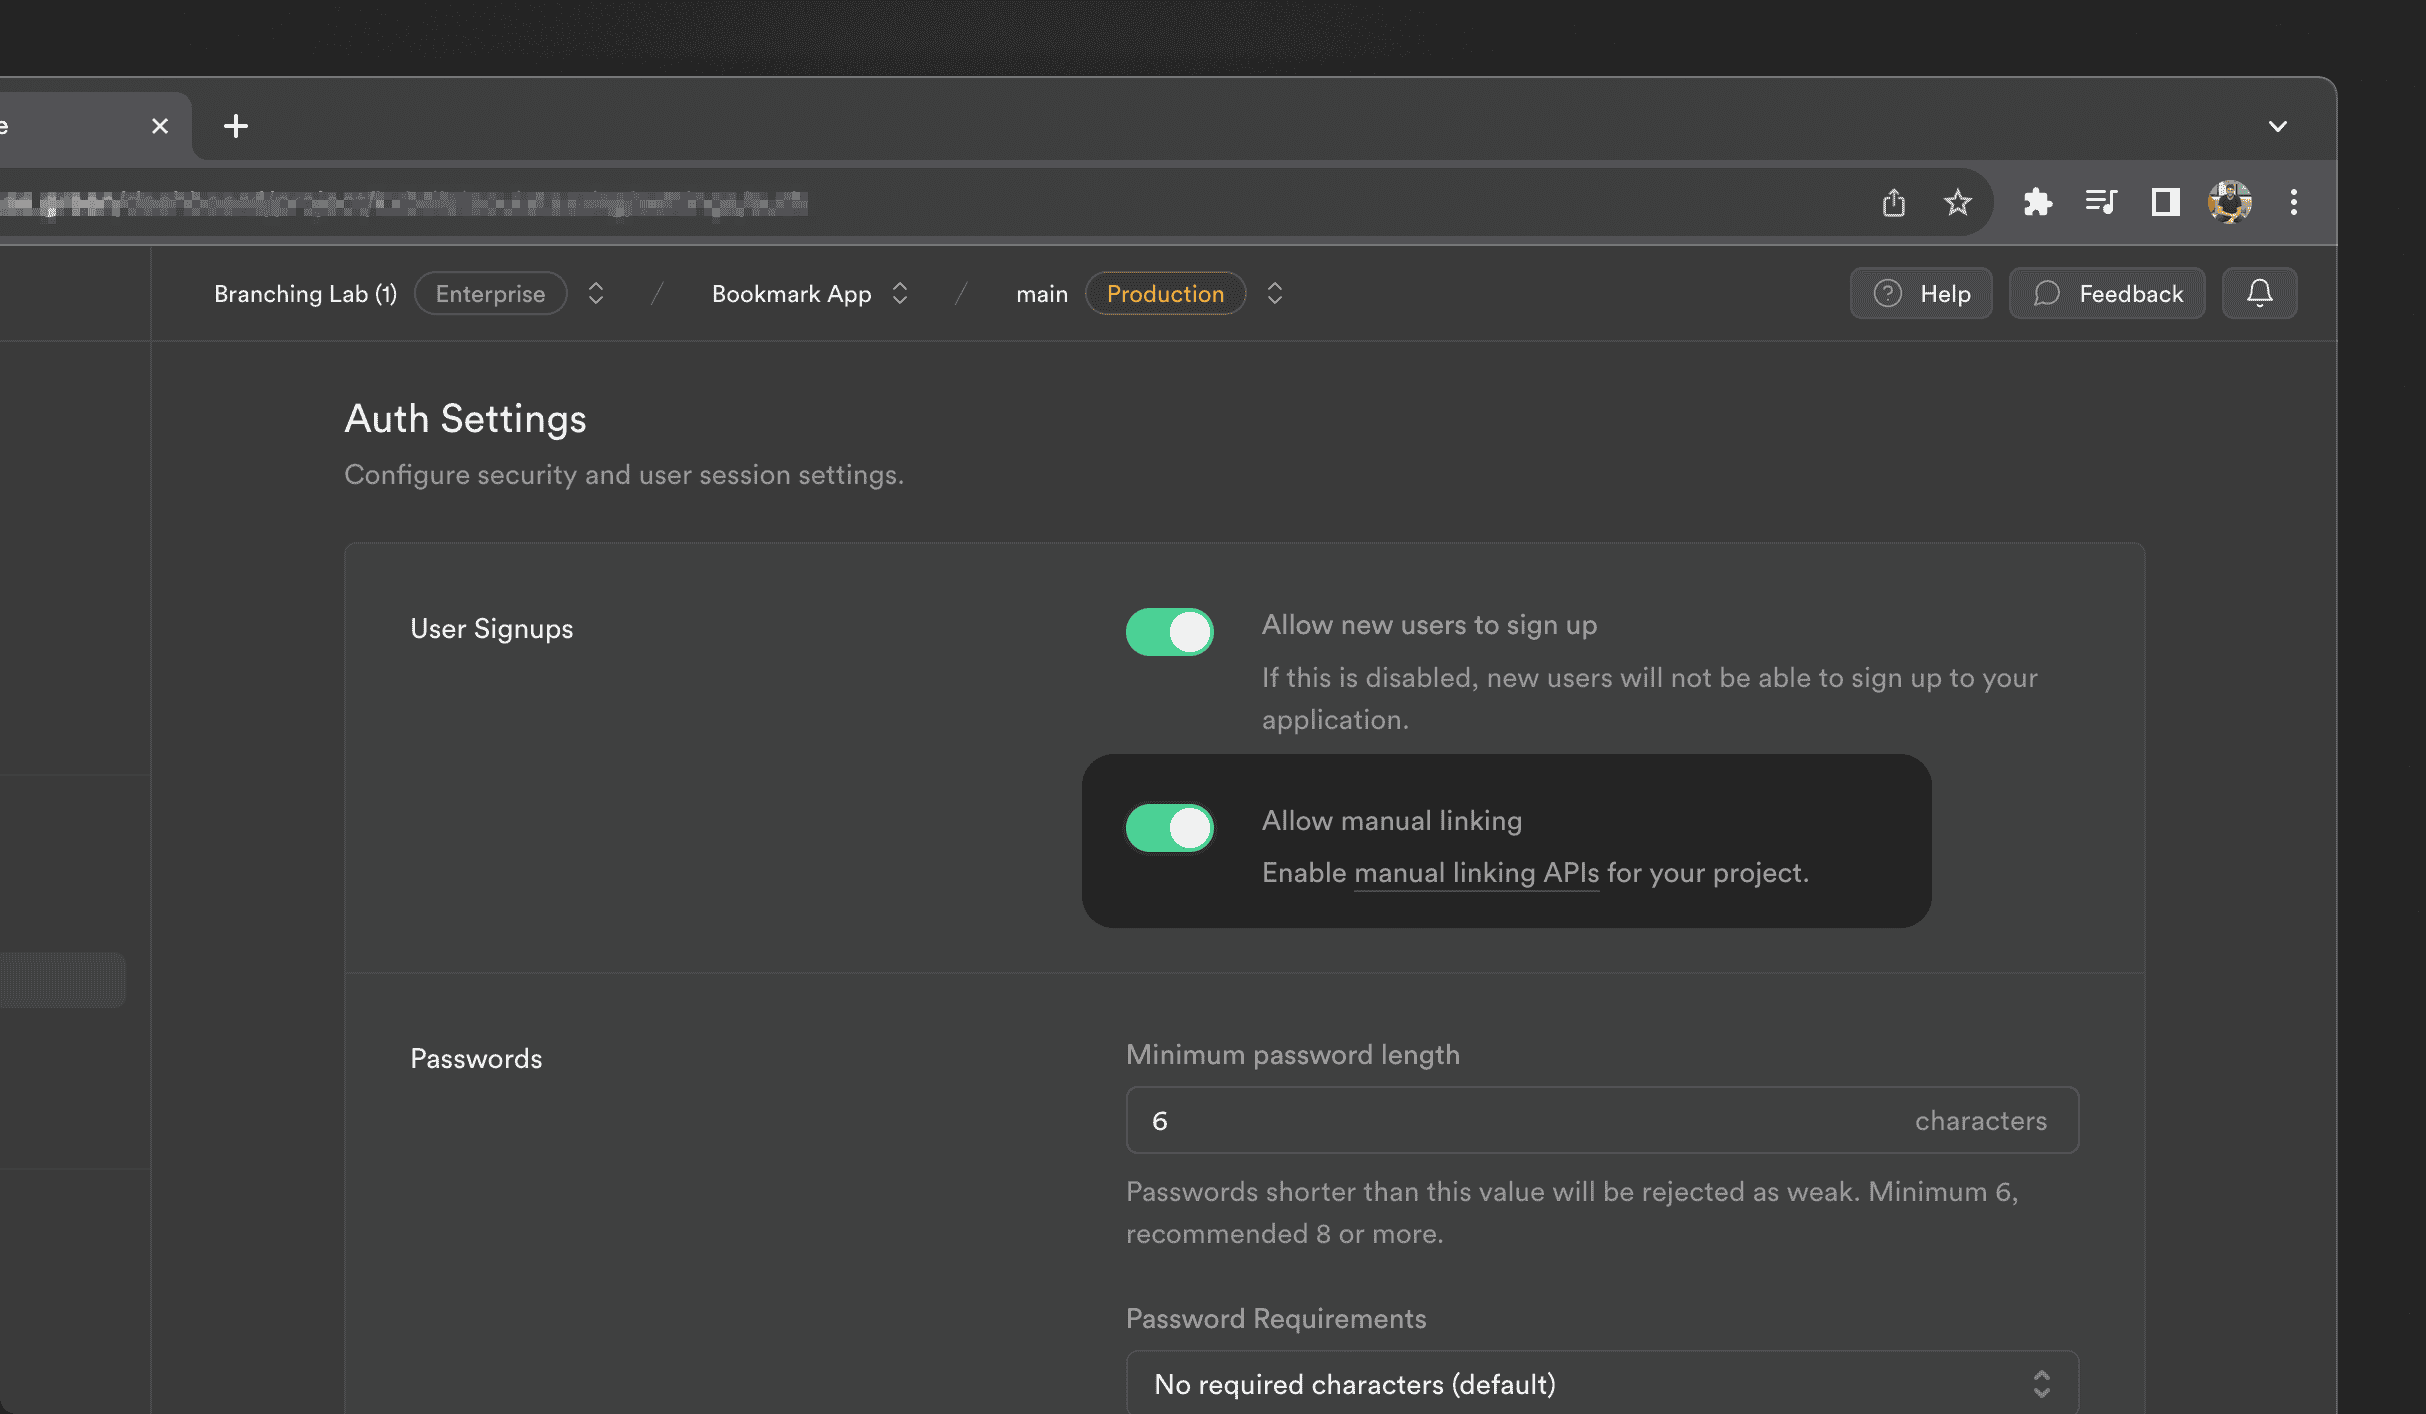 Branching Lab (1) Enterprise / Bookmark App / main Production Help Feedback
Auth Settings
Configure security and user session settings.
User Signups
Allow new users to sign up
If this is disabled, new users will not be able to sign up to your
application.
Allow manual linking
Enable manual linking APIs for your project.
Passwords
Minimum password length
6 characters
Passwords shorter than this value will be rejected as weak. Minimum 6,
recommended 8 or more.
Password Requirements
No required characters (default)